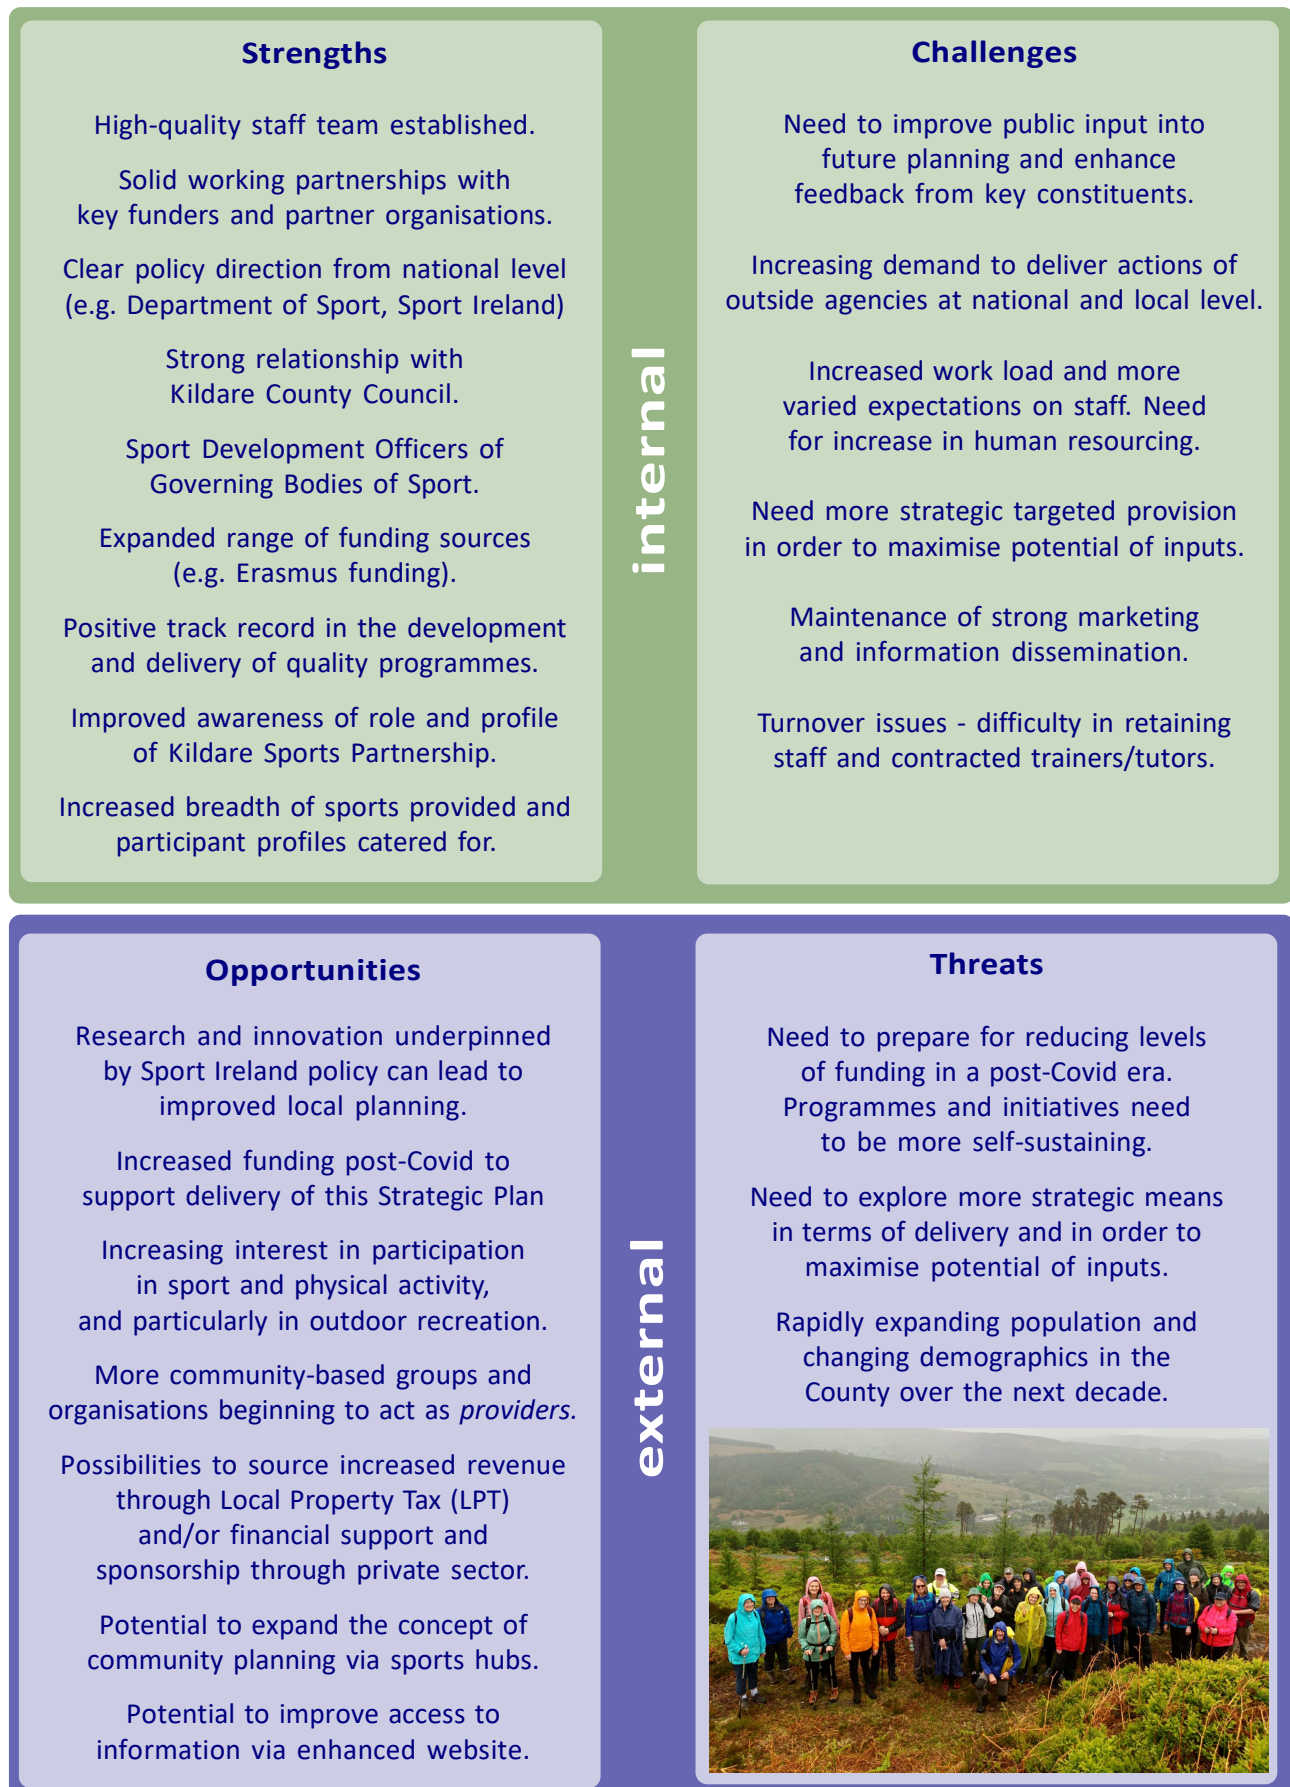 Strengths
High-quality staff team established.
Solid working partnerships with
key funders and partner organisations.
Clear policy direction from national level
(e.g. Department of Sport, Sport Ireland)
Strong relationship with
Kildare County Council.
Sport Development Officers of
Governing Bodies of Sport.
Expanded range of funding sources
(e.g. Erasmus funding).
Positive track record in the development
and delivery of quality programmes.
Improved awareness of role and profile
of Kildare Sports Partnership.
Increased breadth of sports provided and
participant profiles catered for.
internal
Challenges
Need to improve public input into
future planning and enhance
feedback from key constituents.
Increasing demand to deliver actions of
outside agencies at national and local level.
Increased work load and more
varied expectations on staff. Need
for increase in human resourcing.
Need more strategic targeted provision
in order to maximise potential of inputs.
Maintenance of strong marketing
and information dissemination.
Turnover issues - difficulty in retaining
staff and contracted trainers/tutors.
Opportunities
Research and innovation underpinned
by Sport Ireland policy can lead to
improved local planning.
Increased funding post-Covid to
support delivery of this Strategic Plan
Increasing interest in participation
in sport and physical activity,
and particularly in outdoor recreation.
More community-based groups and
organisations beginning to act as providers.
Possibilities to source increased revenue
through Local Property Tax (LPT)
and/or financial support and
sponsorship through private sector.
Potential to expand the concept of
community planning via sports hubs.
Potential to improve access to
information via enhanced website.
external
Threats
Need to prepare for reducing levels
of funding in a post-Covid era.
Programmes and initiatives need
to be more self-sustaining.
Need to explore more strategic means
in terms of delivery and in order to
maximise potential of inputs.
Rapidly expanding population and
changing demographics in the
County over the next decade.